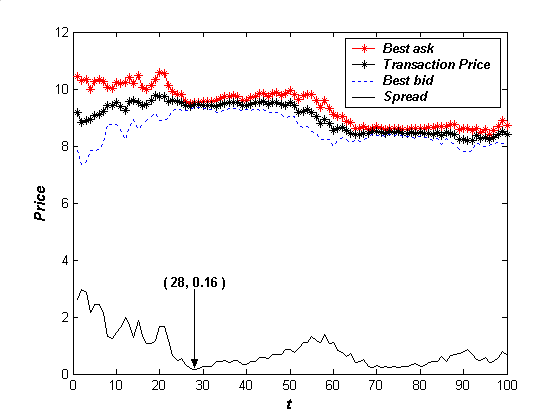 12
10
8
6
4
2
0
Price
Best ask
Transaction Price
Best bid
Spread
( 28, 0.16 )
0 10 20 30 40 50 60 70 80 90 100
t